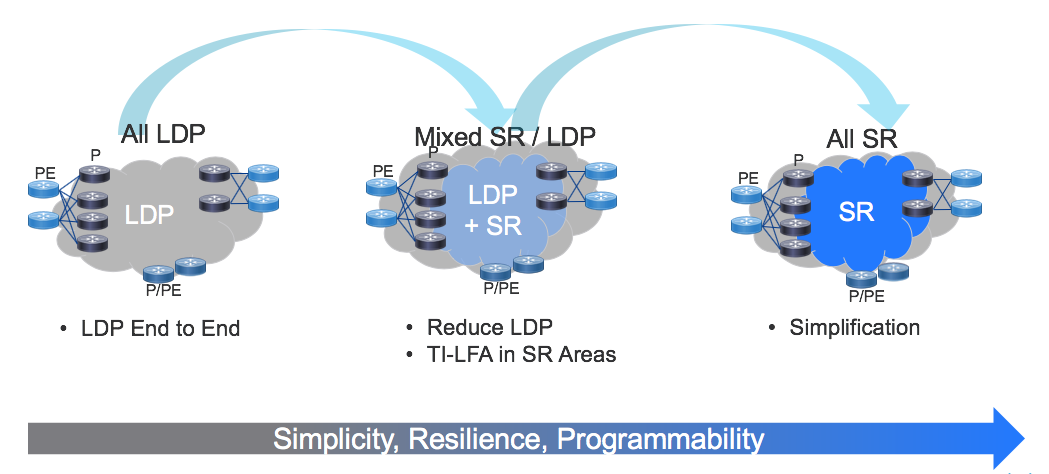 All LDP
P
PE
LDP
P/PE
• LDP End to End
Mixed SR / LDP
P
PE
LDP
+ SR
P/PE
• Reduce LDP
• TI-LFA in SR Areas
All SR
P
PE
SR
P/PE
• Simplification
Simplicity, Resilience, Programmability